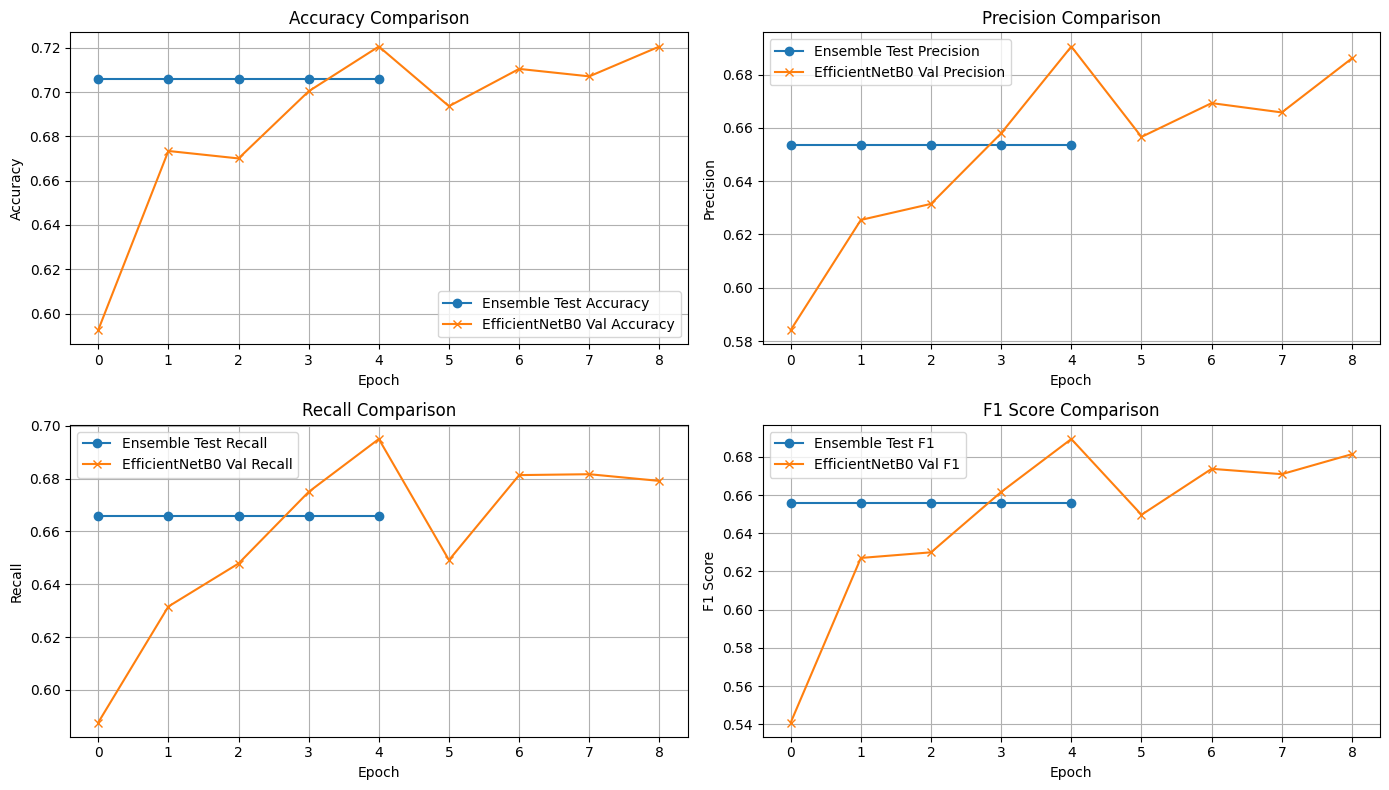 Accuracy Comparison
0.72
0.70
0.68
0.66
0.64
0.62
0.60
Accuracy
Ensemble Test Accuracy
EfficientNetB0 Val Accuracy
0 1 2 3 4 5 6 7 8
Epoch
Precision Comparison
Ensemble Test Precision
EfficientNetB0 Val Precision
0.68
0.66
0.64
0.62
0.60
0.58
Precision
0 1 2 3 4 5 6 7 8
Epoch
Recall Comparison
Ensemble Test Recall
EfficientNetB0 Val Recall
0.70
0.68
0.66
0.64
0.62
0.60
Recall
0 1 2 3 4 5 6 7 8
Epoch
F1 Score Comparison
Ensemble Test F1
EfficientNetB0 Val F1
0.68
0.66
0.64
0.62
0.60
0.58
0.56
0.54
F1 Score
0 1 2 3 4 5 6 7 8
Epoch